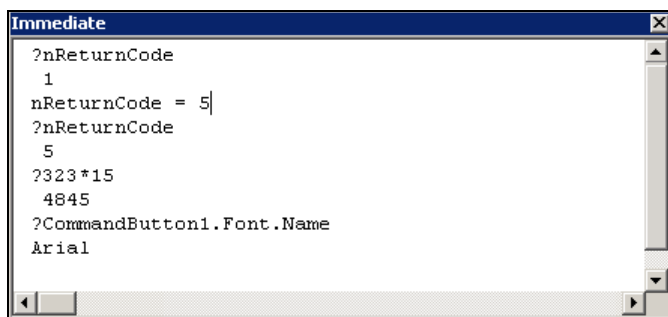 Immediate
?nReturnCode
1
nReturnCode = 5
?nReturnCode
5
?323*15
4845
?CommandButton1.Font.Name
Arial